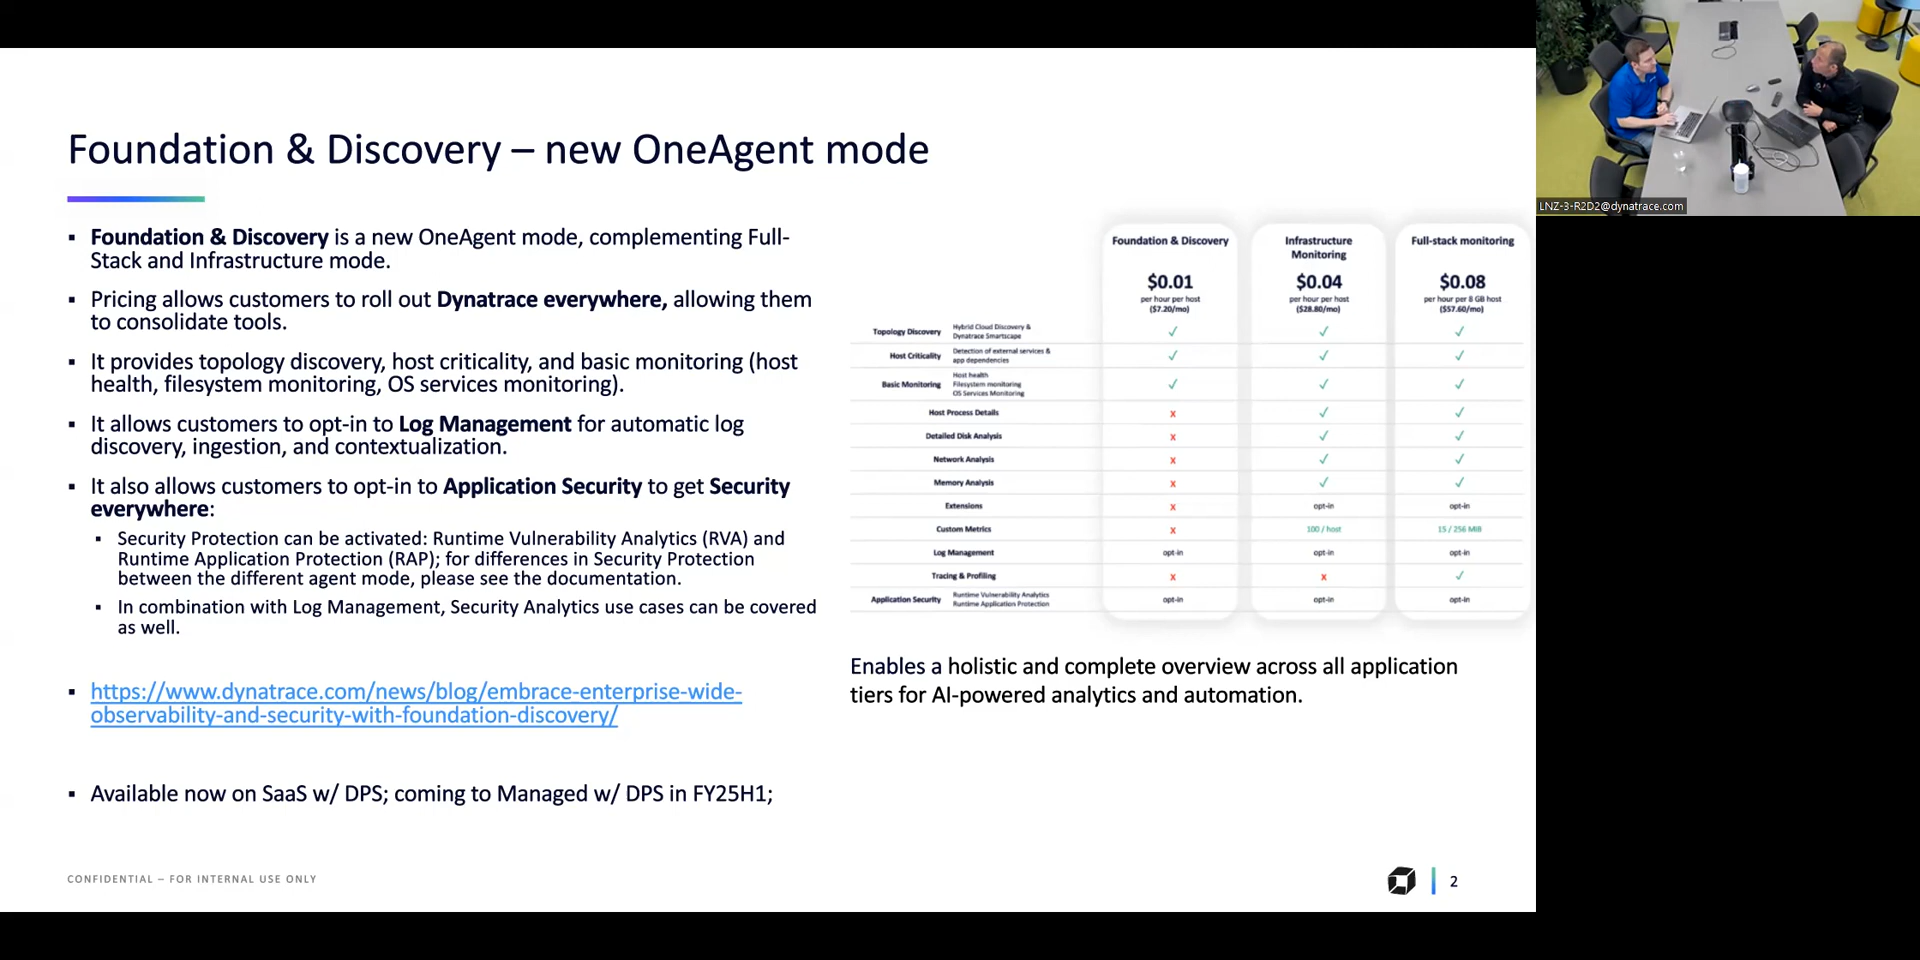 Foundation & Discovery – new OneAgent mode
▪ Foundation & Discovery is a new OneAgent mode, complementing Full-
Stack and Infrastructure mode.
▪ Pricing allows customers to roll out Dynatrace everywhere, allowing them
to consolidate tools.
▪ It provides topology discovery, host criticality, and basic monitoring (host
health, filesystem monitoring, OS services monitoring).
▪ It allows customers to opt-in to Log Management for automatic log
discovery, ingestion, and contextualization.
▪ It also allows customers to opt-in to Application Security to get Security
everywhere:
▪ Security Protection can be activated: Runtime Vulnerability Analytics (RVA) and
Runtime Application Protection (RAP); for differences in Security Protection
between the different agent mode, please see the documentation.
▪ In combination with Log Management, Security Analytics use cases can be covered
as well.
▪ https://www.dynatrace.com/news/blog/embrace-enterprise-wide-
observability-and-security-with-foundation-discovery/
▪ Available now on SaaS w/ DPS; coming to Managed w/ DPS in FY25H1;
Foundation & Discovery
$0.01
per hour per host
($7.20/mo)
Infrastructure
Monitoring
$0.04
per hour per host
($28.80/mo)
Full-stack monitoring
$0.08
per hour per 8 GB host
($57.60/mo)
Topology Discovery Hybrid Cloud Discovery &
Dynatrace Smartscape ✓ ✓ ✓
Host Criticality Detection of external services &
app dependencies ✓ ✓ ✓
Basic Monitoring Host health
Filesystem monitoring
OS Services Monitoring ✓ ✓ ✓
Host Process Details x ✓ ✓
Detailed Disk Analysis x ✓ ✓
Network Analysis x ✓ ✓
Memory Analysis x ✓ ✓
Extensions x opt-in opt-in
Custom Metrics x 100 / host 15 / 256 MiB
Log Management opt-in opt-in opt-in
Tracing & Profiling x x ✓
Application Security Runtime Vulnerability Analytics
Runtime Application Protection opt-in opt-in opt-in
Enables a holistic and complete overview across all application
tiers for AI-powered analytics and automation.
CONFIDENTIAL – FOR INTERNAL USE ONLY
2
LNZ-3-R2D2@dynatrace.com